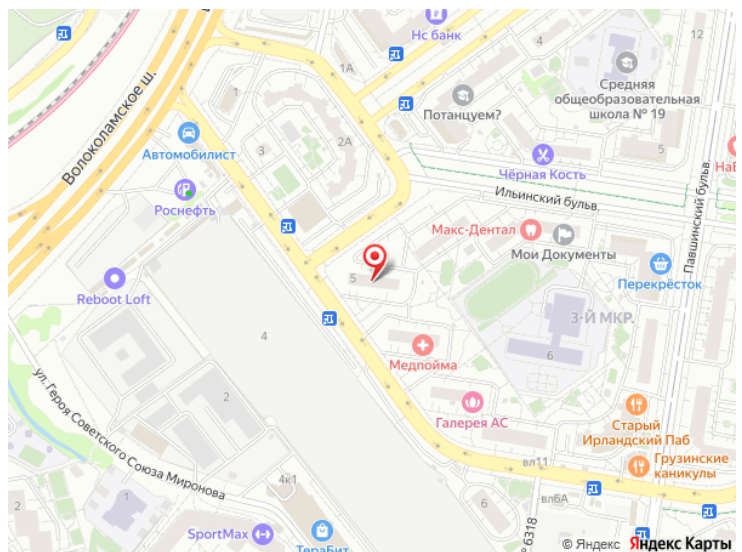 Нс банк
4
1А
Волоколамское ш.
1
Средняя
общеобразовательная
школа № 19
Потанцуем?
2А
5
Автомобилист
3
Чёрная Кость
Роснефть
Ильинский бульв.
Павшинский бульв.
Макс-Дентал
Мои Документы
5
Перекрёсток
Reboot Loft
3-Й МКР.
4
6
Медпойма
2
ул. Героя Советского Союза Миронова
Галерея АС
Старый
Ирландский Паб
Грузинские
каникулы
вл11
4к1
1
6
вл6А
№ 6318
SportMax
ТераБит
© Яндекс Яндекс Карты